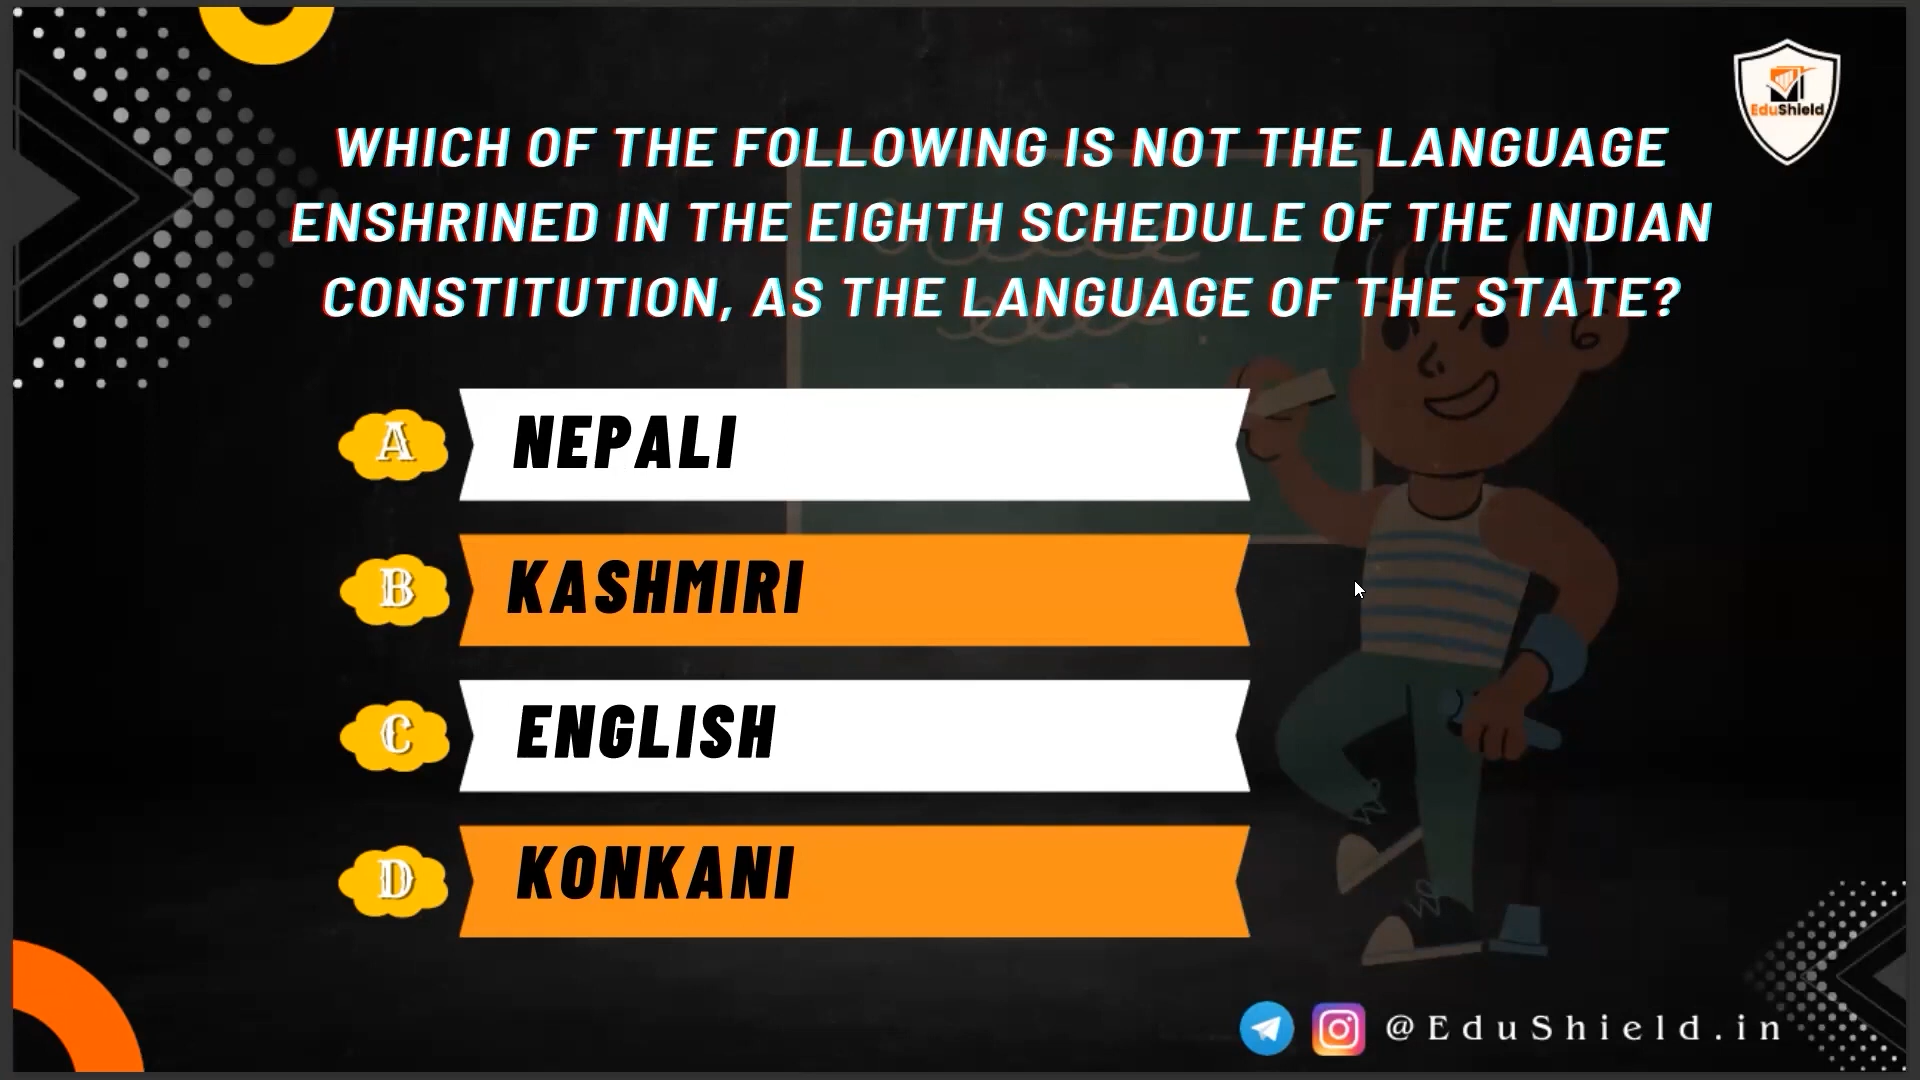 EduShield
WHICH OF THE FOLLOWING IS NOT THE LANGUAGE
ENSHRINED IN THE EIGHTH SCHEDULE OF THE INDIAN
CONSTITUTION, AS THE LANGUAGE OF THE STATE?
A NEPALI
B KASHMIRI
C ENGLISH
D KONKANI
@EduShield.in